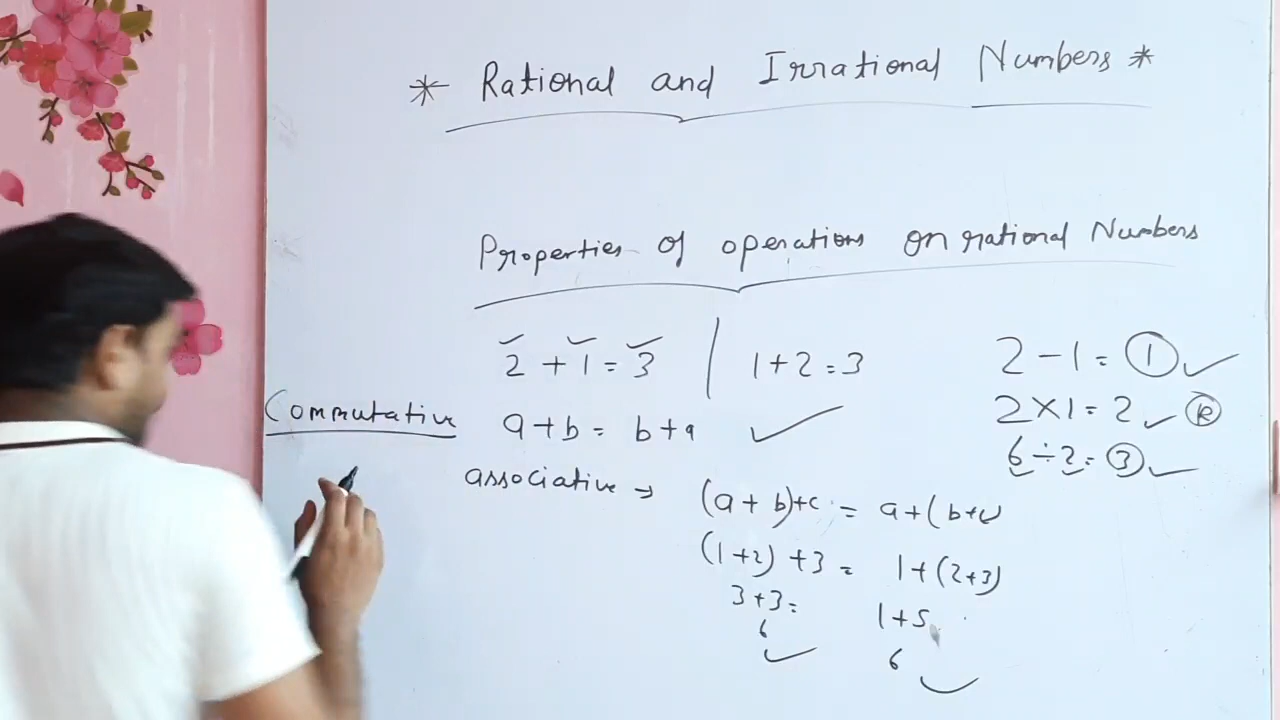 * Rational and Irrational Numbers *
Properties of operations on rational Numbers
2 + 1 = 3 | 1 + 2 = 3
2 - 1 = 1
Commutative a + b = b + a
2 × 1 = 2 R
6 ÷ 2 = 3
associative → (a + b) + c = a + (b + c)
(1 + 2) + 3 = 1 + (2 + 3)
3 + 3 = 1 + 5
6 6